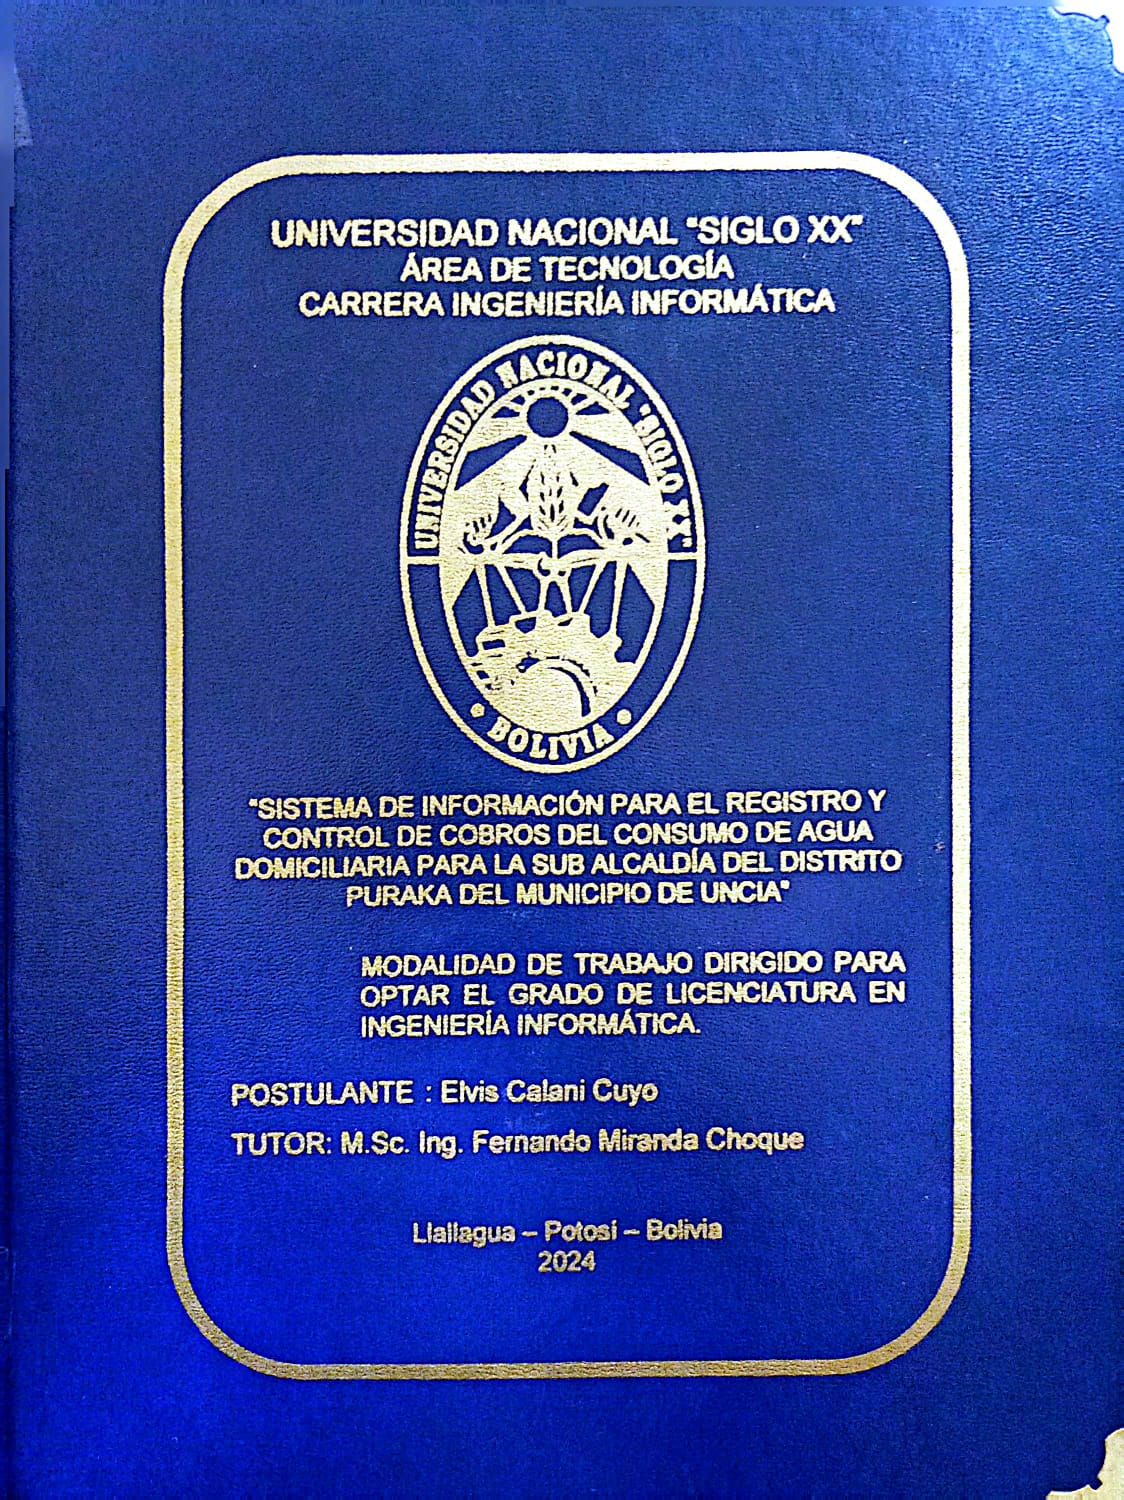 UNIVERSIDAD NACIONAL "SIGLO XX"
ÁREA DE TECNOLOGÍA
CARRERA INGENIERÍA INFORMÁTICA
UNIVERSIDAD NACIONAL "SIGLO XX"
BOLIVIA
"SISTEMA DE INFORMACIÓN PARA EL REGISTRO Y
CONTROL DE COBROS DEL CONSUMO DE AGUA
DOMICILIARIA PARA LA SUB ALCALDÍA DEL DISTRITO
PURAKA DEL MUNICIPIO DE UNCIA"
MODALIDAD DE TRABAJO DIRIGIDO PARA
OPTAR EL GRADO DE LICENCIATURA EN
INGENIERÍA INFORMÁTICA.
POSTULANTE : Elvis Calani Cuyo
TUTOR: M.Sc. Ing. Fernando Miranda Choque
Llallagua – Potosí – Bolivia
2024